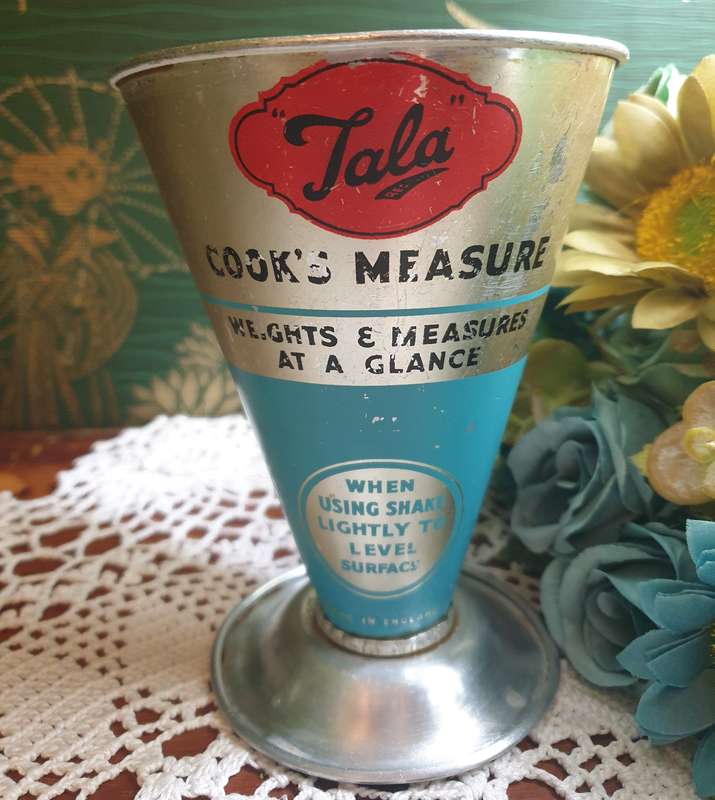 "Tala"
COOK'S MEASURE
WEIGHTS & MEASURES
AT A GLANCE
WHEN
USING SHAKE
LIGHTLY TO
LEVEL
SURFACE
IN ENGLAND